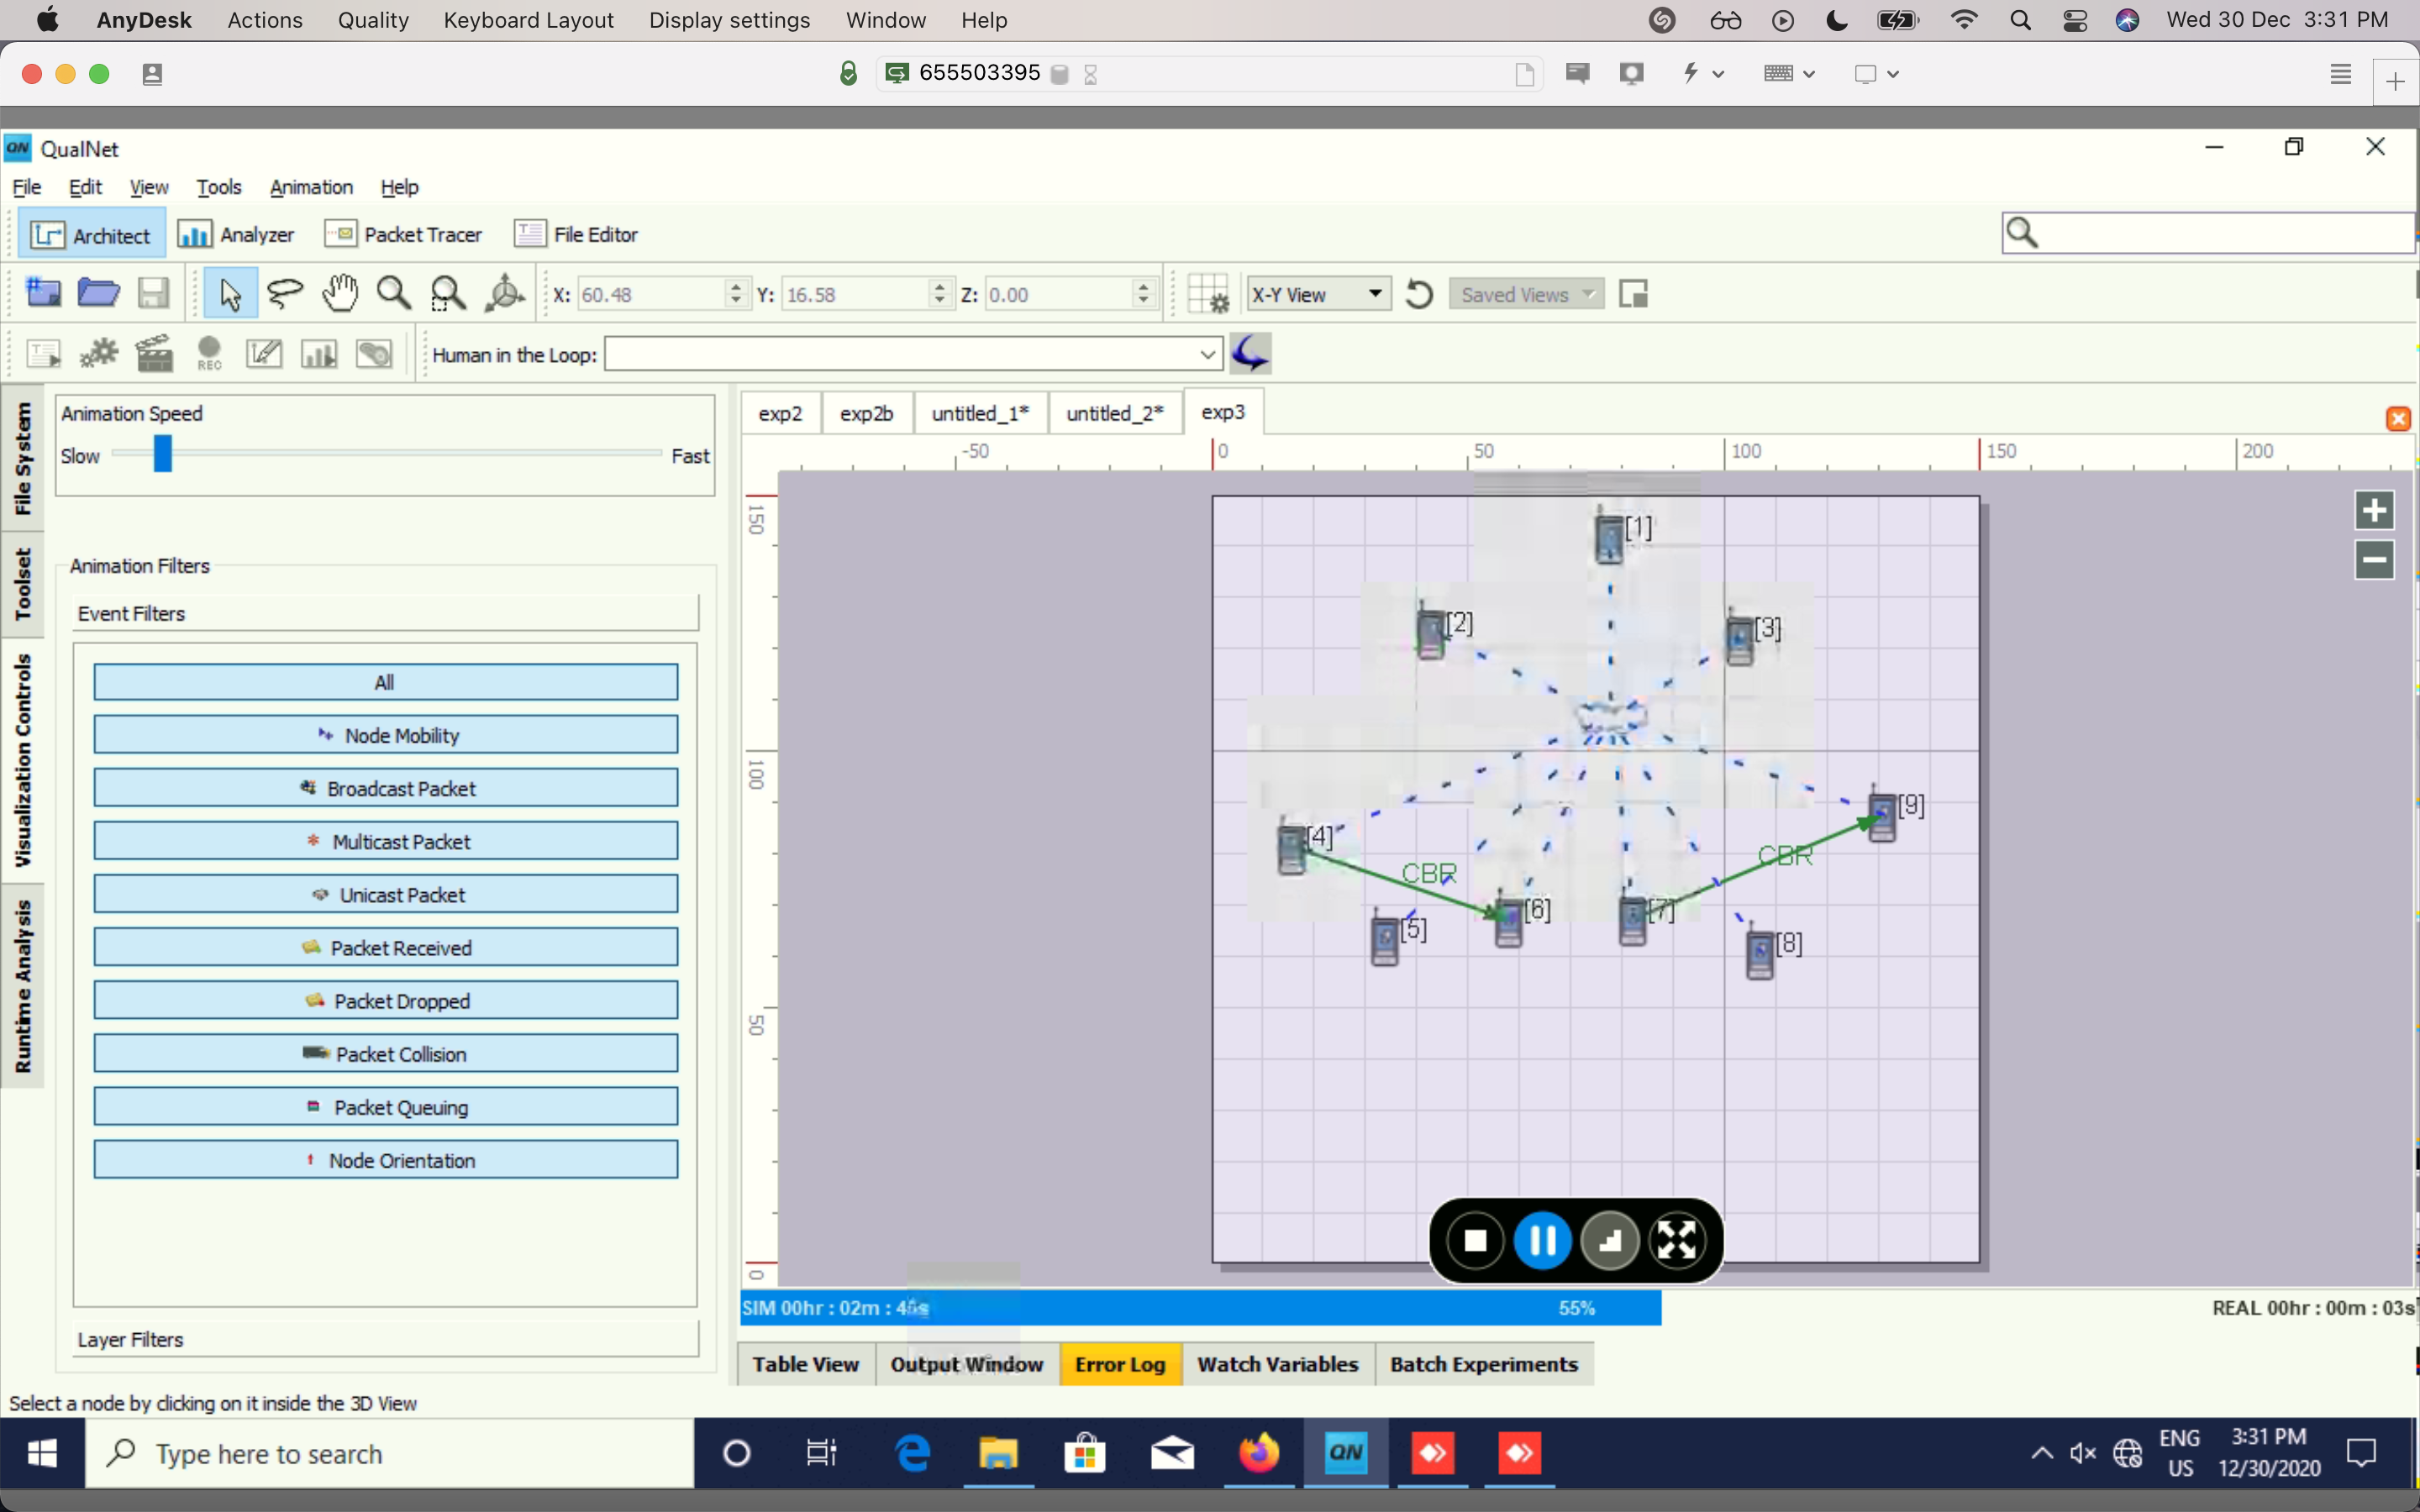 AnyDesk Actions Quality Keyboard Layout Display settings Window Help Wed 30 Dec 3:31 PM
655503395
QN QualNet
File Edit View Tools Animation Help
Architect Analyzer Packet Tracer File Editor
X: 60.48 Y: 16.58 Z: 0.00 X-Y View Saved Views
REC Human in the Loop:
File System
Toolset
Visualization Controls
Runtime Analysis
Animation Speed
Slow Fast
Animation Filters
Event Filters
All
Node Mobility
Broadcast Packet
Multicast Packet
Unicast Packet
Packet Received
Packet Dropped
Packet Collision
Packet Queuing
Node Orientation
Layer Filters
exp2 exp2b untitled_1* untitled_2* exp3
-50 0 50 100 150 200
150
100
50
0
[1]
[2] [3]
[4] [9]
CBR CBR
[5] [6] [7] [8]
SIM 00hr : 02m : 55% REAL 00hr : 00m : 03s
Table View Output Window Error Log Watch Variables Batch Experiments
Select a node by clicking on it inside the 3D View
Type here to search QN ENG US 3:31 PM 12/30/2020